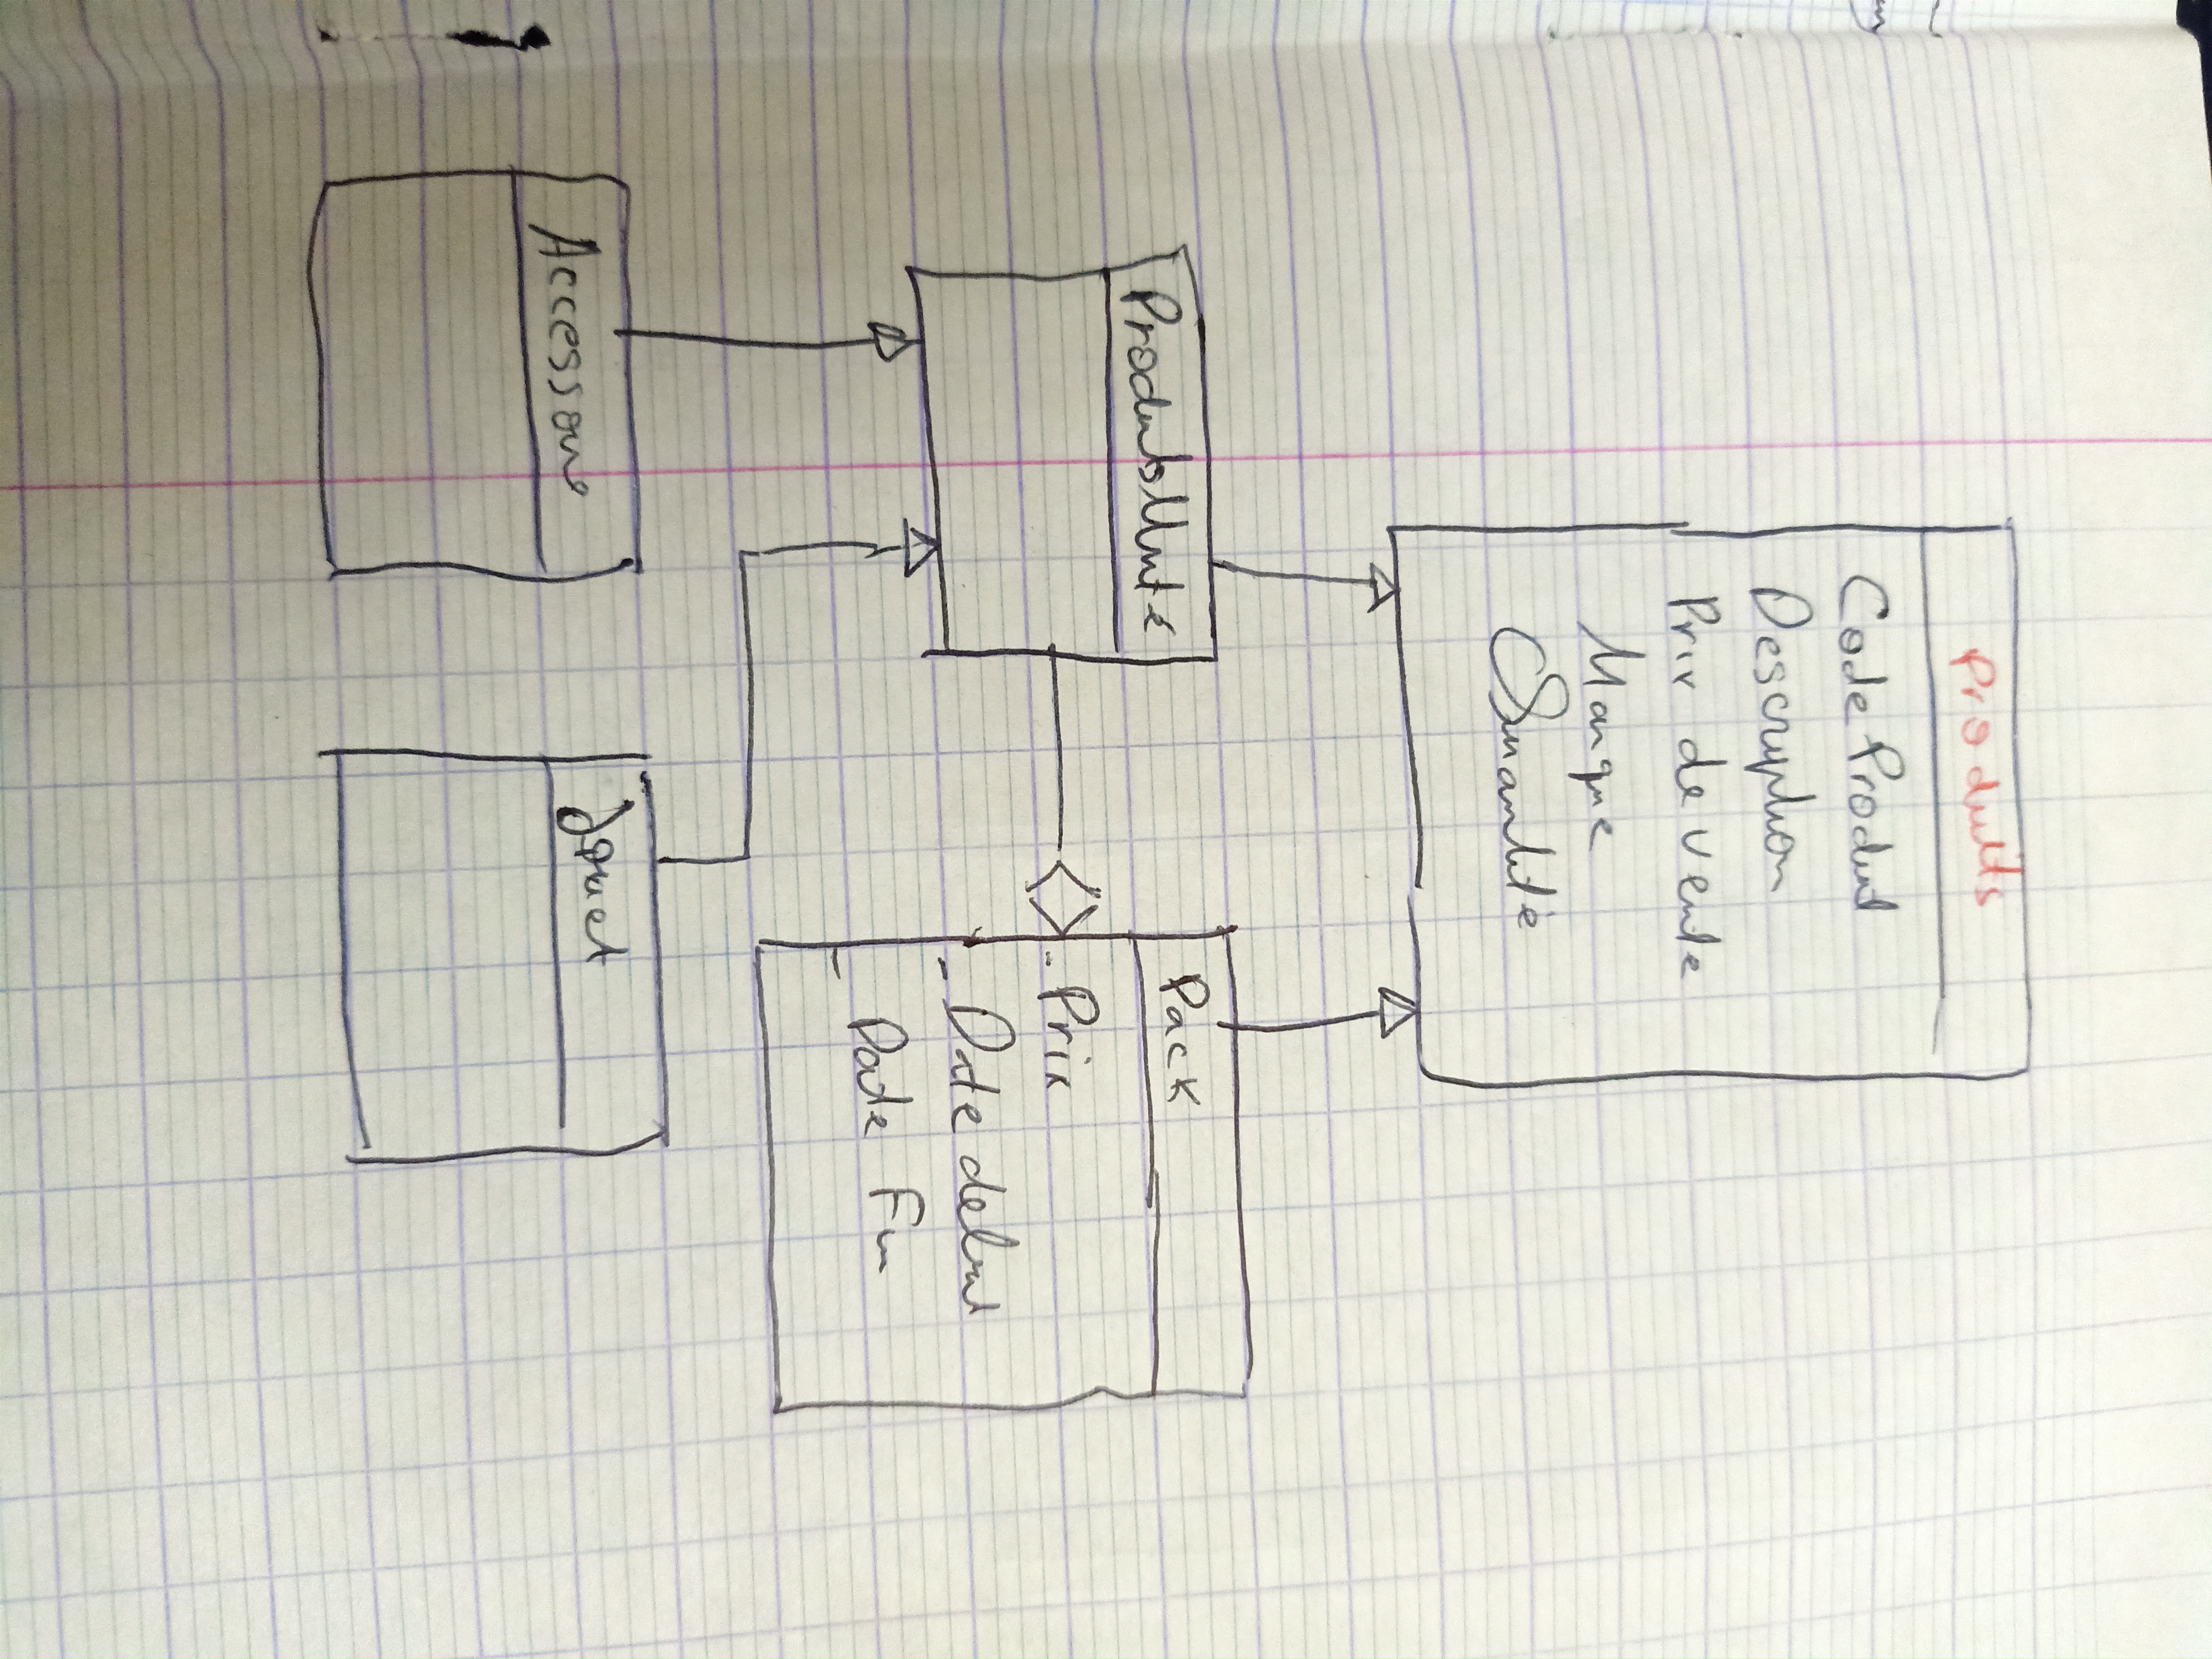 Produits
Code Produit
Description
Prix de vente
Marque
Quantité
ProduitsUnité
Pack
- Prix
- Date debut
- Date Fin
Accessoire
Jouet